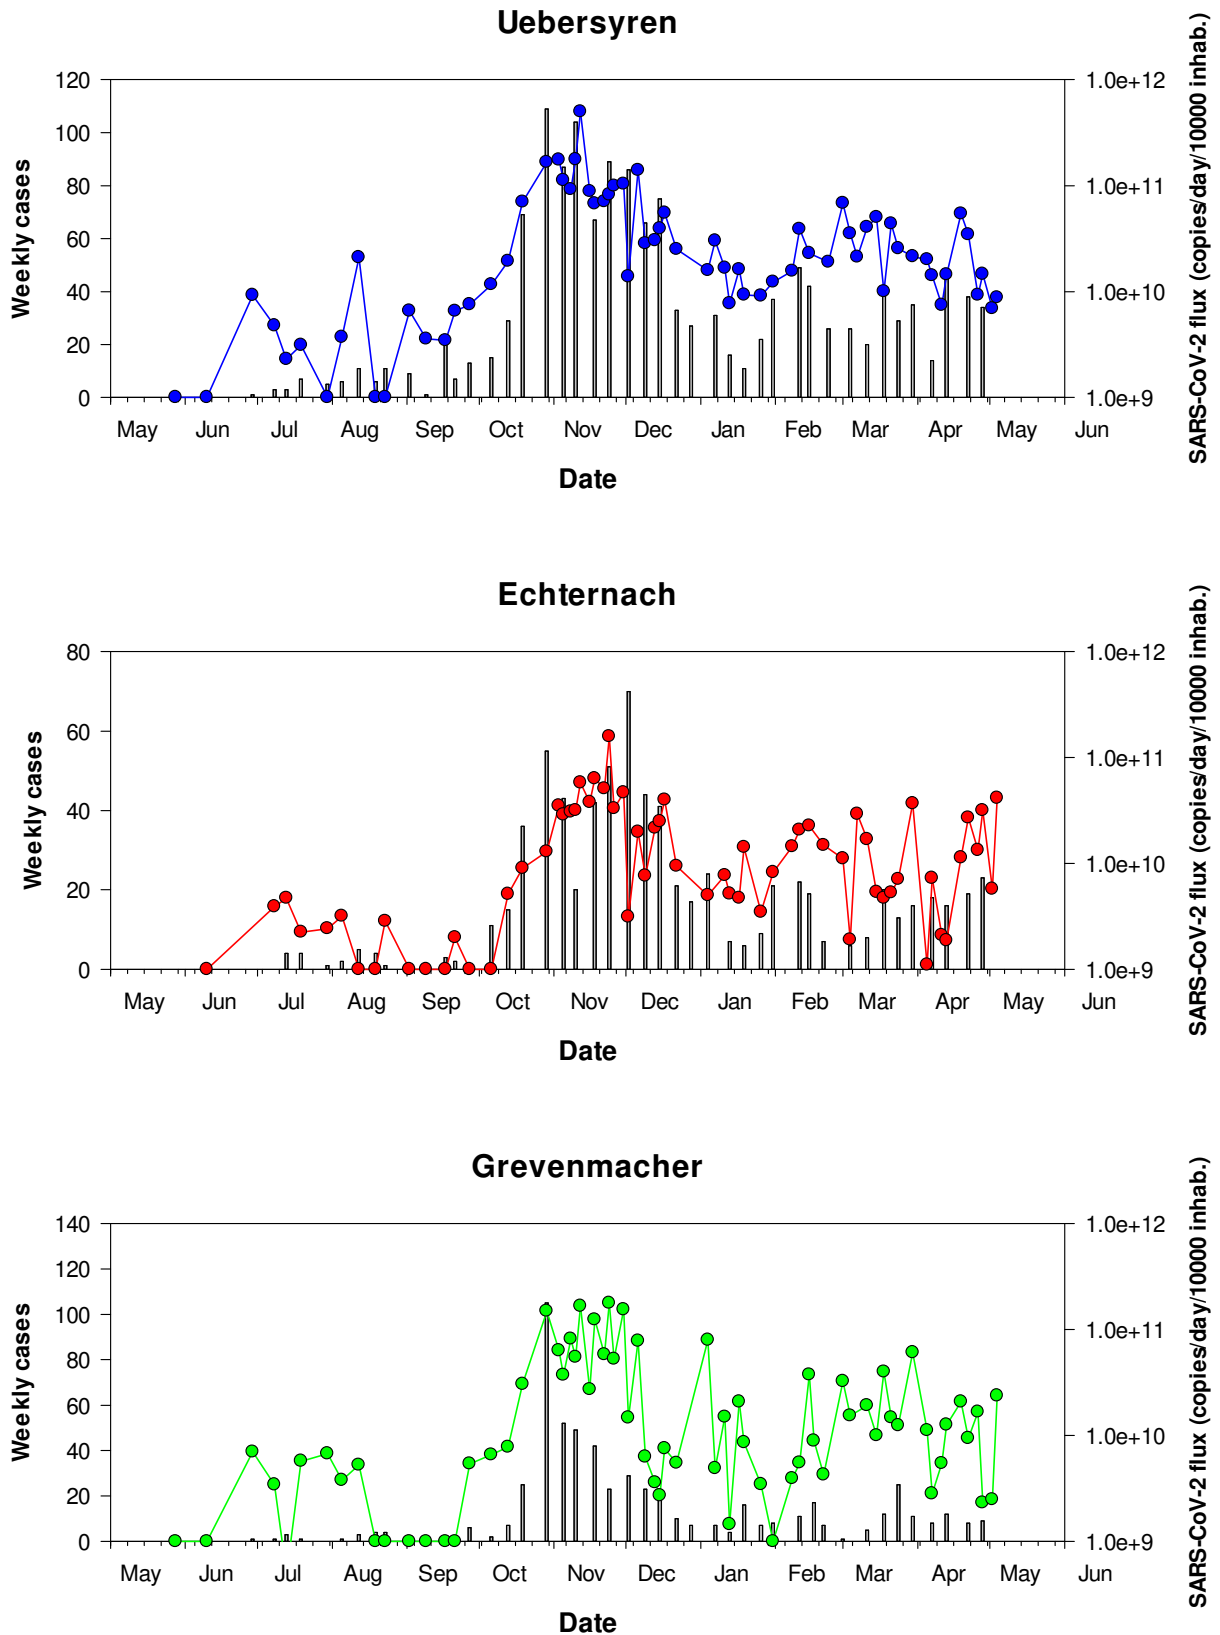 Uebersyren
Weekly cases
SARS-CoV-2 flux (copies/day/10000 inhab.)
120
100
80
60
40
20
0
1.0e+12
1.0e+11
1.0e+10
1.0e+9
May Jun Jul Aug Sep Oct Nov Dec Jan Feb Mar Apr May Jun
Date
Echternach
Weekly cases
SARS-CoV-2 flux (copies/day/10000 inhab.)
80
60
40
20
0
1.0e+12
1.0e+11
1.0e+10
1.0e+9
May Jun Jul Aug Sep Oct Nov Dec Jan Feb Mar Apr May Jun
Date
Grevenmacher
Weekly cases
SARS-CoV-2 flux (copies/day/10000 inhab.)
140
120
100
80
60
40
20
0
1.0e+12
1.0e+11
1.0e+10
1.0e+9
May Jun Jul Aug Sep Oct Nov Dec Jan Feb Mar Apr May Jun
Date